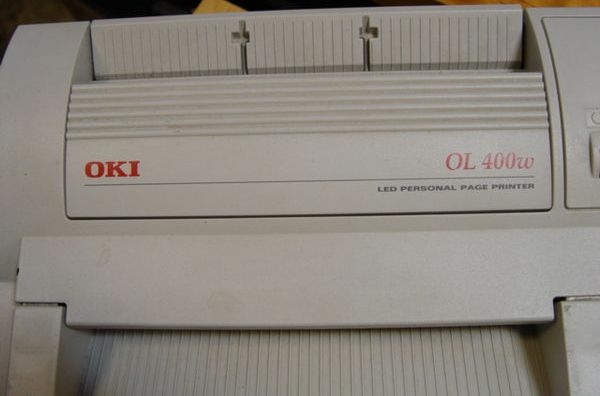 OKI
OL 400w
LED PERSONAL PAGE PRINTER